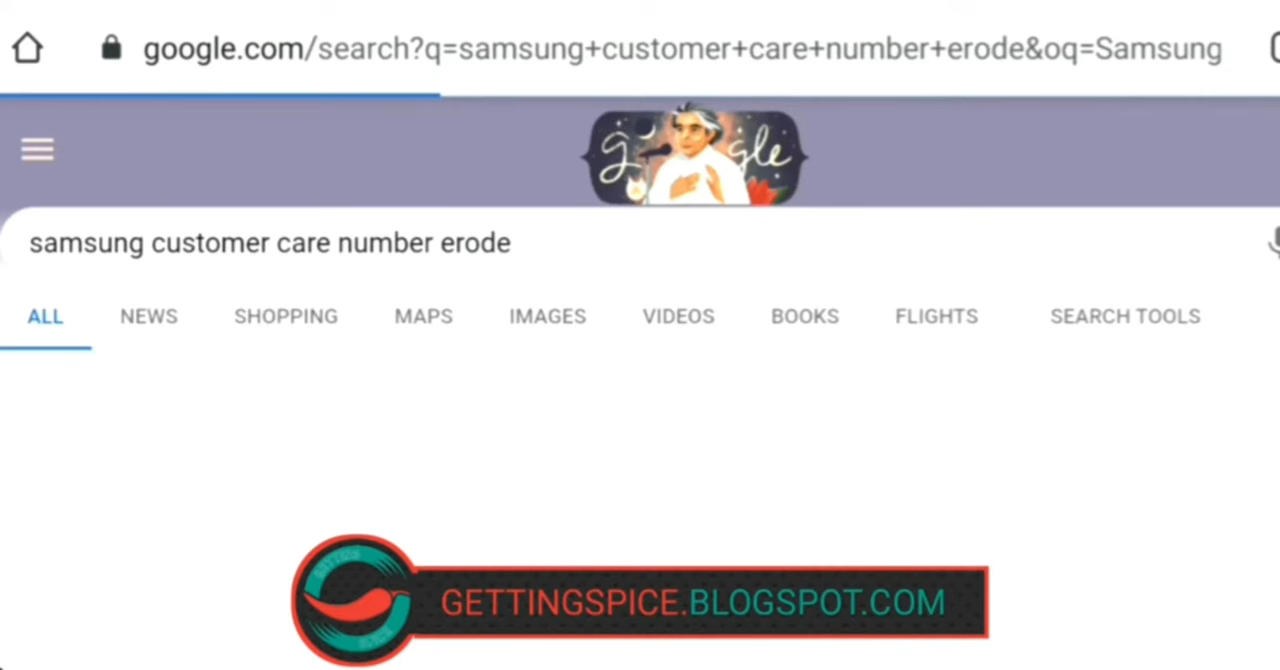 google.com/search?q=samsung+customer+care+number+erode&oq=Samsung
g gle
samsung customer care number erode
ALL NEWS SHOPPING MAPS IMAGES VIDEOS BOOKS FLIGHTS SEARCH TOOLS
GETTINGSPICE.BLOGSPOT.COM